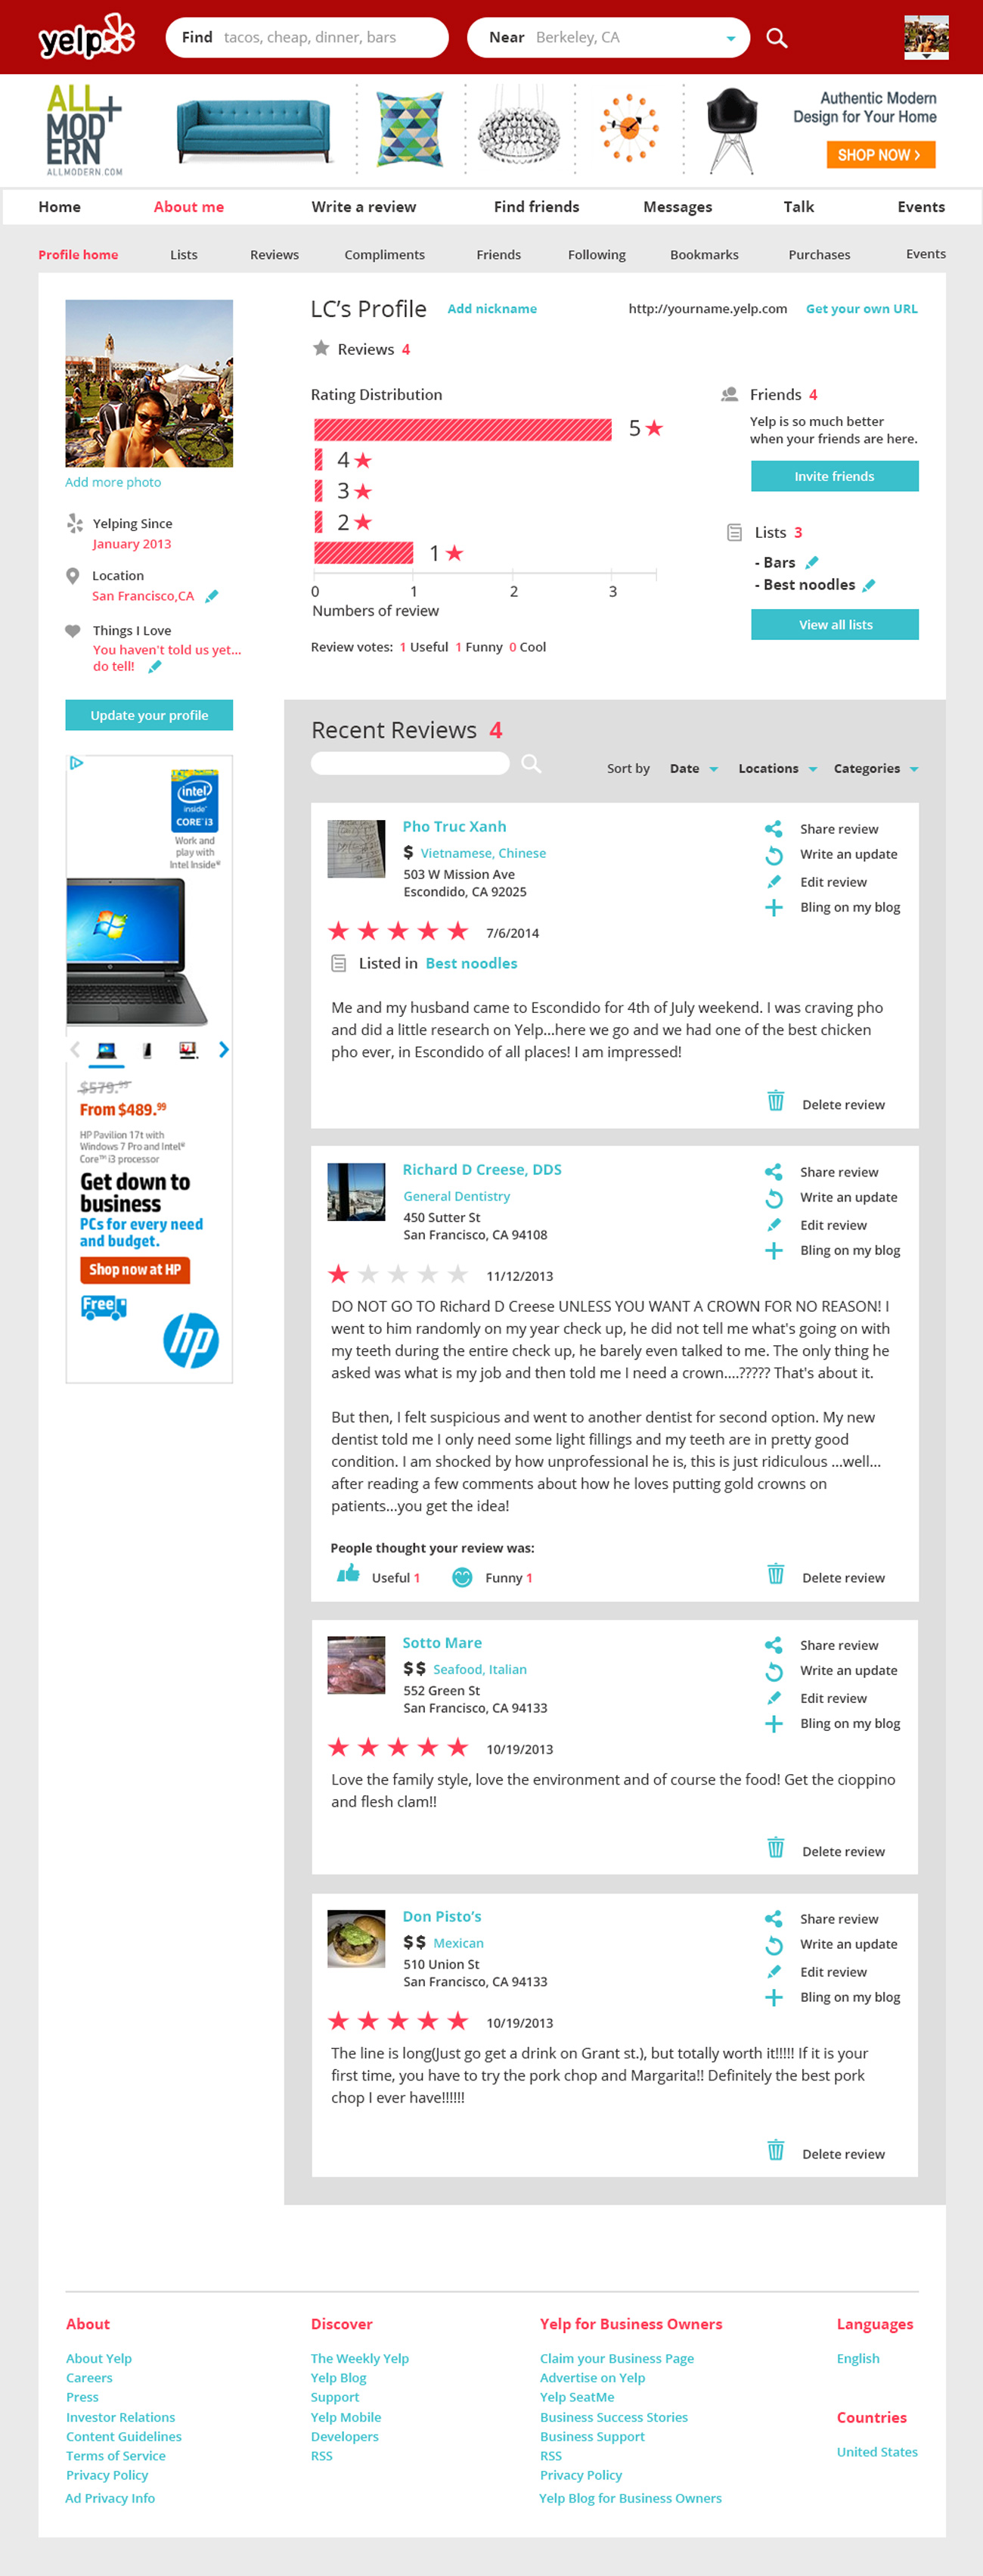 yelp
Find tacos, cheap, dinner, bars
Near Berkeley, CA
ALL+
MOD
ERN
ALLMODERN.COM
Authentic Modern
Design for Your Home
SHOP NOW >
Home About me Write a review Find friends Messages Talk Events
Profile home Lists Reviews Compliments Friends Following Bookmarks Purchases Events
LC's Profile Add nickname http://yourname.yelp.com Get your own URL
Reviews 4
Rating Distribution
5
4
3
2
1
0 1 2 3
Numbers of review
Review votes: 1 Useful 1 Funny 0 Cool
Friends 4
Yelp is so much better
when your friends are here.
Invite friends
Lists 3
- Bars
- Best noodles
View all lists
Add more photo
Yelping Since
January 2013
Location
San Francisco,CA
Things I Love
You haven't told us yet...
do tell!
Update your profile
intel
inside
CORE i3
Work and
play with
Intel Inside®
$579.99
From $489.99
HP Pavilion 17t with
Windows 7 Pro and Intel®
Core™ i3 processor
Get down to
business
PCs for every need
and budget.
Shop now at HP
Free
hp
Recent Reviews 4
Sort by Date Locations Categories
Pho Truc Xanh
$ Vietnamese, Chinese
503 W Mission Ave
Escondido, CA 92025
7/6/2014
Listed in Best noodles
Share review
Write an update
Edit review
Bling on my blog
Me and my husband came to Escondido for 4th of July weekend. I was craving pho
and did a little research on Yelp...here we go and we had one of the best chicken
pho ever, in Escondido of all places! I am impressed!
Delete review
Richard D Creese, DDS
General Dentistry
450 Sutter St
San Francisco, CA 94108
11/12/2013
Share review
Write an update
Edit review
Bling on my blog
DO NOT GO TO Richard D Creese UNLESS YOU WANT A CROWN FOR NO REASON! I
went to him randomly on my year check up, he did not tell me what's going on with
my teeth during the entire check up, he barely even talked to me. The only thing he
asked was what is my job and then told me I need a crown....????? That's about it.
But then, I felt suspicious and went to another dentist for second option. My new
dentist told me I only need some light fillings and my teeth are in pretty good
condition. I am shocked by how unprofessional he is, this is just ridiculous ...well...
after reading a few comments about how he loves putting gold crowns on
patients...you get the idea!
People thought your review was:
Useful 1 Funny 1
Delete review
Sotto Mare
$$ Seafood, Italian
552 Green St
San Francisco, CA 94133
10/19/2013
Share review
Write an update
Edit review
Bling on my blog
Love the family style, love the environment and of course the food! Get the cioppino
and flesh clam!!
Delete review
Don Pisto's
$$ Mexican
510 Union St
San Francisco, CA 94133
10/19/2013
Share review
Write an update
Edit review
Bling on my blog
The line is long(Just go get a drink on Grant st.), but totally worth it!!!!! If it is your
first time, you have to try the pork chop and Margarita!! Definitely the best pork
chop I ever have!!!!!!
Delete review
About
About Yelp
Careers
Press
Investor Relations
Content Guidelines
Terms of Service
Privacy Policy
Ad Privacy Info
Discover
The Weekly Yelp
Yelp Blog
Support
Yelp Mobile
Developers
RSS
Yelp for Business Owners
Claim your Business Page
Advertise on Yelp
Yelp SeatMe
Business Success Stories
Business Support
RSS
Privacy Policy
Yelp Blog for Business Owners
Languages
English
Countries
United States